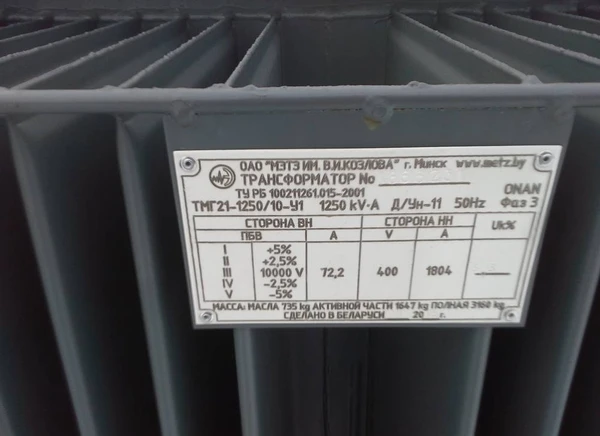 ОАО "МЭТЗ ИМ. В.И.КОЗЛОВА" г. Минск www.metz.by
ТРАНСФОРМАТОР No
ТУ РБ 100211261.015-2001 ONAN
ТМГ21-1250/10-У1 1250 kV·A Д/Ун-11 50Hz Фаз 3
СТОРОНА ВН СТОРОНА НН Uk%
ПБВ A V A
I +5%
II +2,5%
III 10000 V 72,2 400 1804
IV -2,5%
V -5%
МАССА: МАСЛА 735 kg АКТИВНОЙ ЧАСТИ 1647 kg ПОЛНАЯ 3160 kg
СДЕЛАНО В БЕЛАРУСИ 20 г.